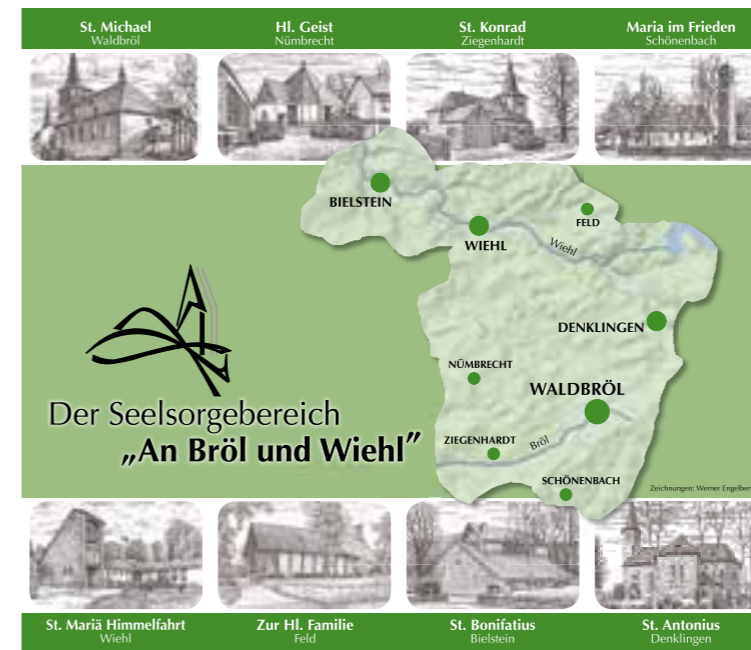 St. Michael
Waldbröl
Hl. Geist
Nümbrecht
St. Konrad
Ziegenhardt
Maria im Frieden
Schönenbach
BIELSTEIN
FELD
WIEHL
Wiehl
DENKLINGEN
NÜMBRECHT
WALDBRÖL
ZIEGENHARDT
Bröl
SCHÖNENBACH
Der Seelsorgebereich
„An Bröl und Wiehl”
Zeichnungen: Werner Engelbert
St. Mariä Himmelfahrt
Wiehl
Zur Hl. Familie
Feld
St. Bonifatius
Bielstein
St. Antonius
Denklingen